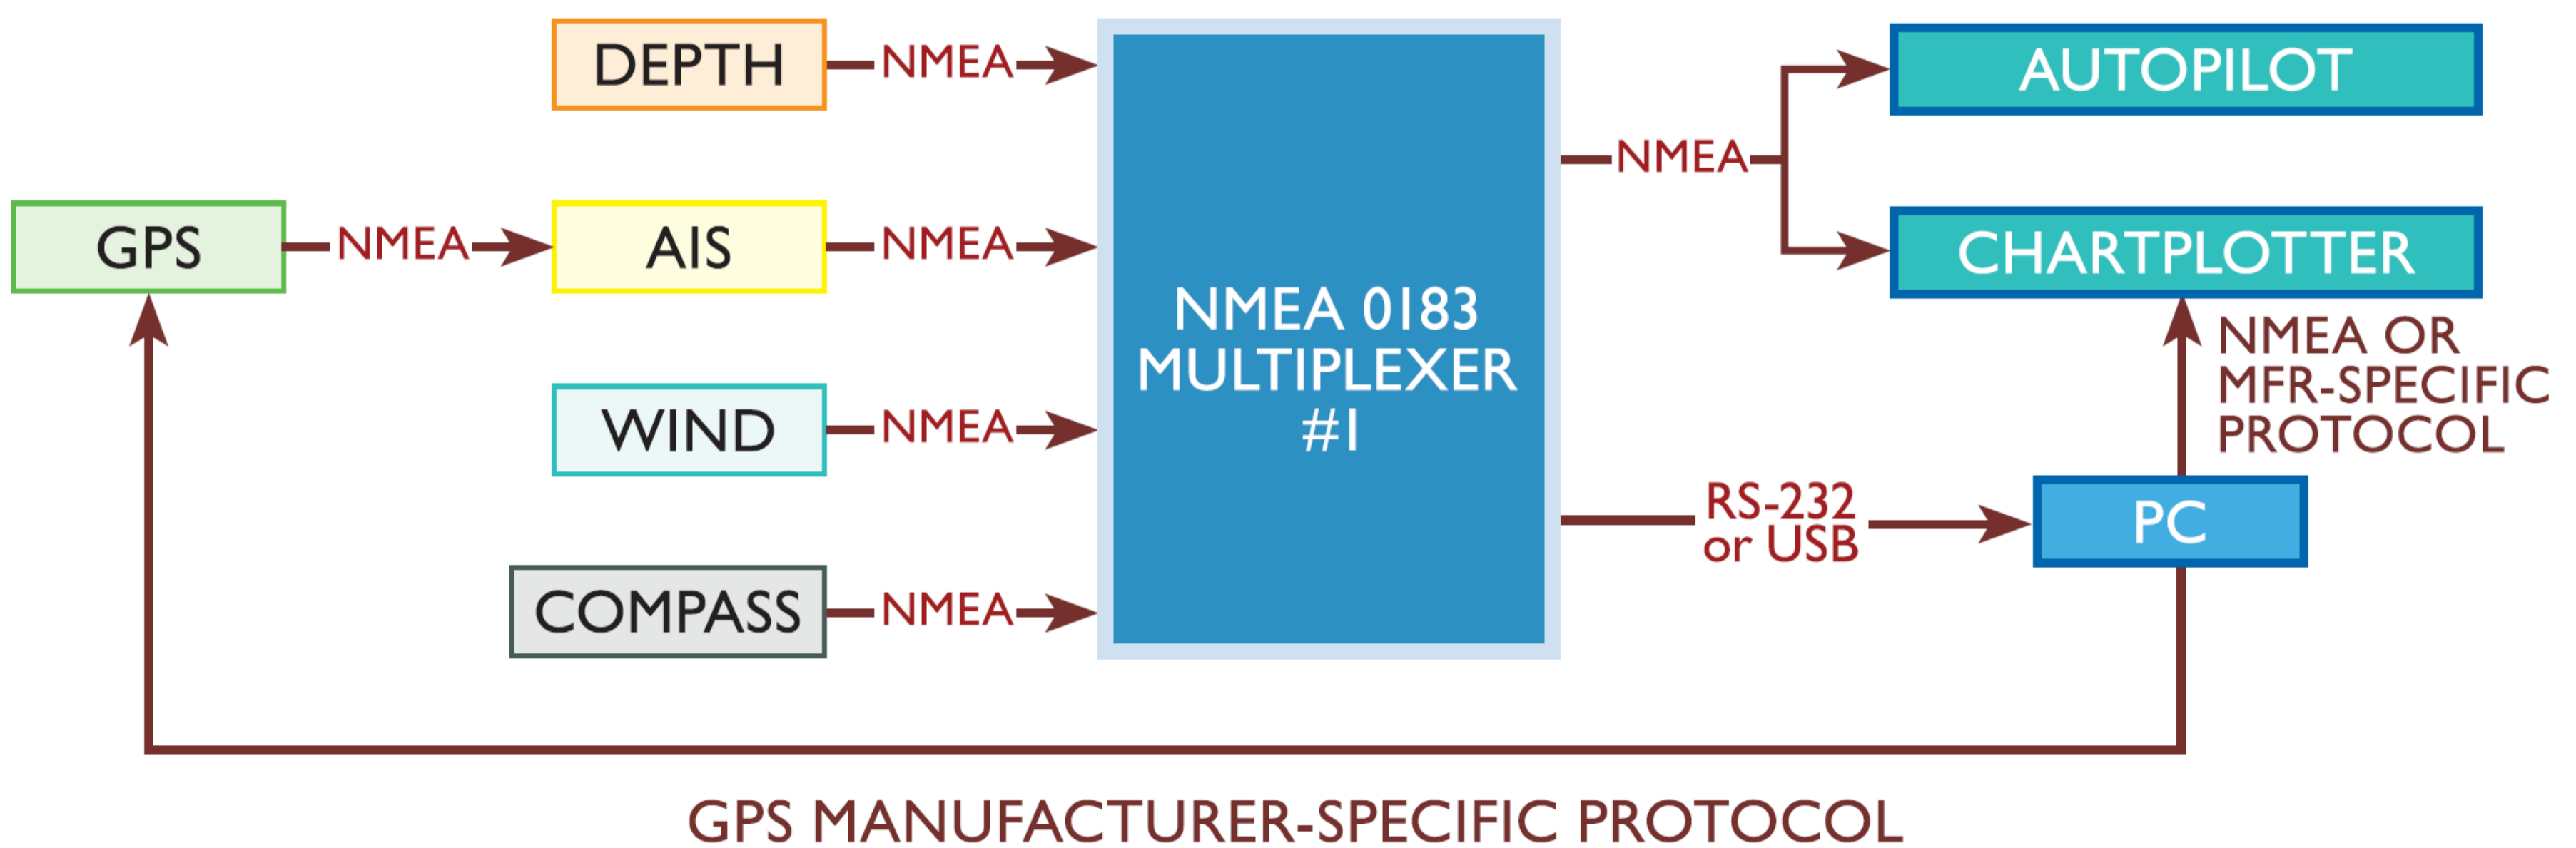 DEPTH
NMEA
AUTOPILOT
NMEA
GPS
NMEA
AIS
NMEA
CHARTPLOTTER
NMEA 0183
MULTIPLEXER
#1
NMEA OR
MFR-SPECIFIC
PROTOCOL
WIND
NMEA
RS-232
or USB
PC
COMPASS
NMEA
GPS MANUFACTURER-SPECIFIC PROTOCOL